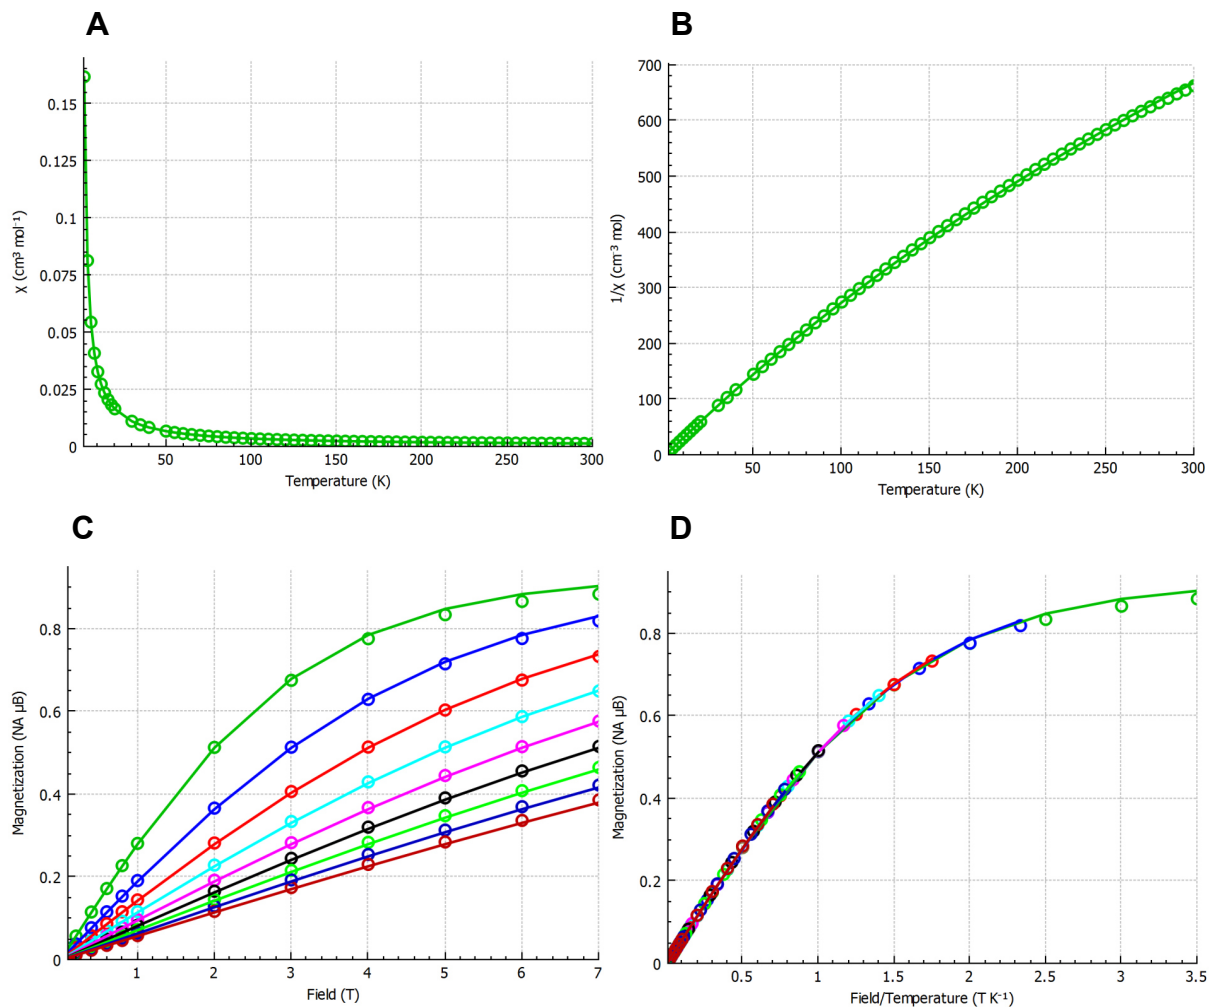 A
0.15
0.125
0.1
0.075
0.05
0.025
0
χ (cm³ mol⁻¹)
50 100 150 200 250 300
Temperature (K)
B
700
600
500
400
300
200
100
0
1/χ (cm⁻³ mol)
50 100 150 200 250 300
Temperature (K)
C
0.8
0.6
0.4
0.2
0
Magnetization (NA μB)
1 2 3 4 5 6 7
Field (T)
D
0.8
0.6
0.4
0.2
0
Magnetization (NA μB)
0.5 1 1.5 2 2.5 3 3.5
Field/Temperature (T K⁻¹)